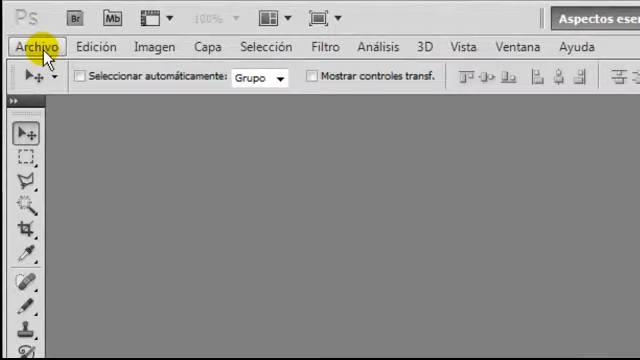 Ps Br Mb 100% Aspectos esen
Archivo Edición Imagen Capa Selección Filtro Análisis 3D Vista Ventana Ayuda
Seleccionar automáticamente: Grupo Mostrar controles transf.